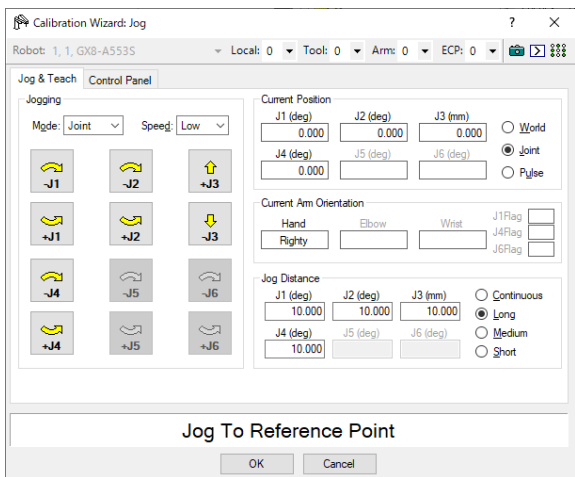 Calibration Wizard: Jog ? ×
Robot: 1, 1, GX8-A553S Local: 0 Tool: 0 Arm: 0 ECP: 0
Jog & Teach Control Panel
Jogging
Mode: Joint Speed: Low
-J1 -J2 +J3
+J1 +J2 -J3
-J4 -J5 -J6
+J4 +J5 +J6
Current Position
J1 (deg) J2 (deg) J3 (mm)
0.000 0.000 0.000
J4 (deg) J5 (deg) J6 (deg)
0.000
World
Joint
Pulse
Current Arm Orientation
Hand Elbow Wrist
Righty
J1Flag
J4Flag
J6Flag
Jog Distance
J1 (deg) J2 (deg) J3 (mm)
10.000 10.000 10.000
J4 (deg) J5 (deg) J6 (deg)
10.000
Continuous
Long
Medium
Short
Jog To Reference Point
OK Cancel